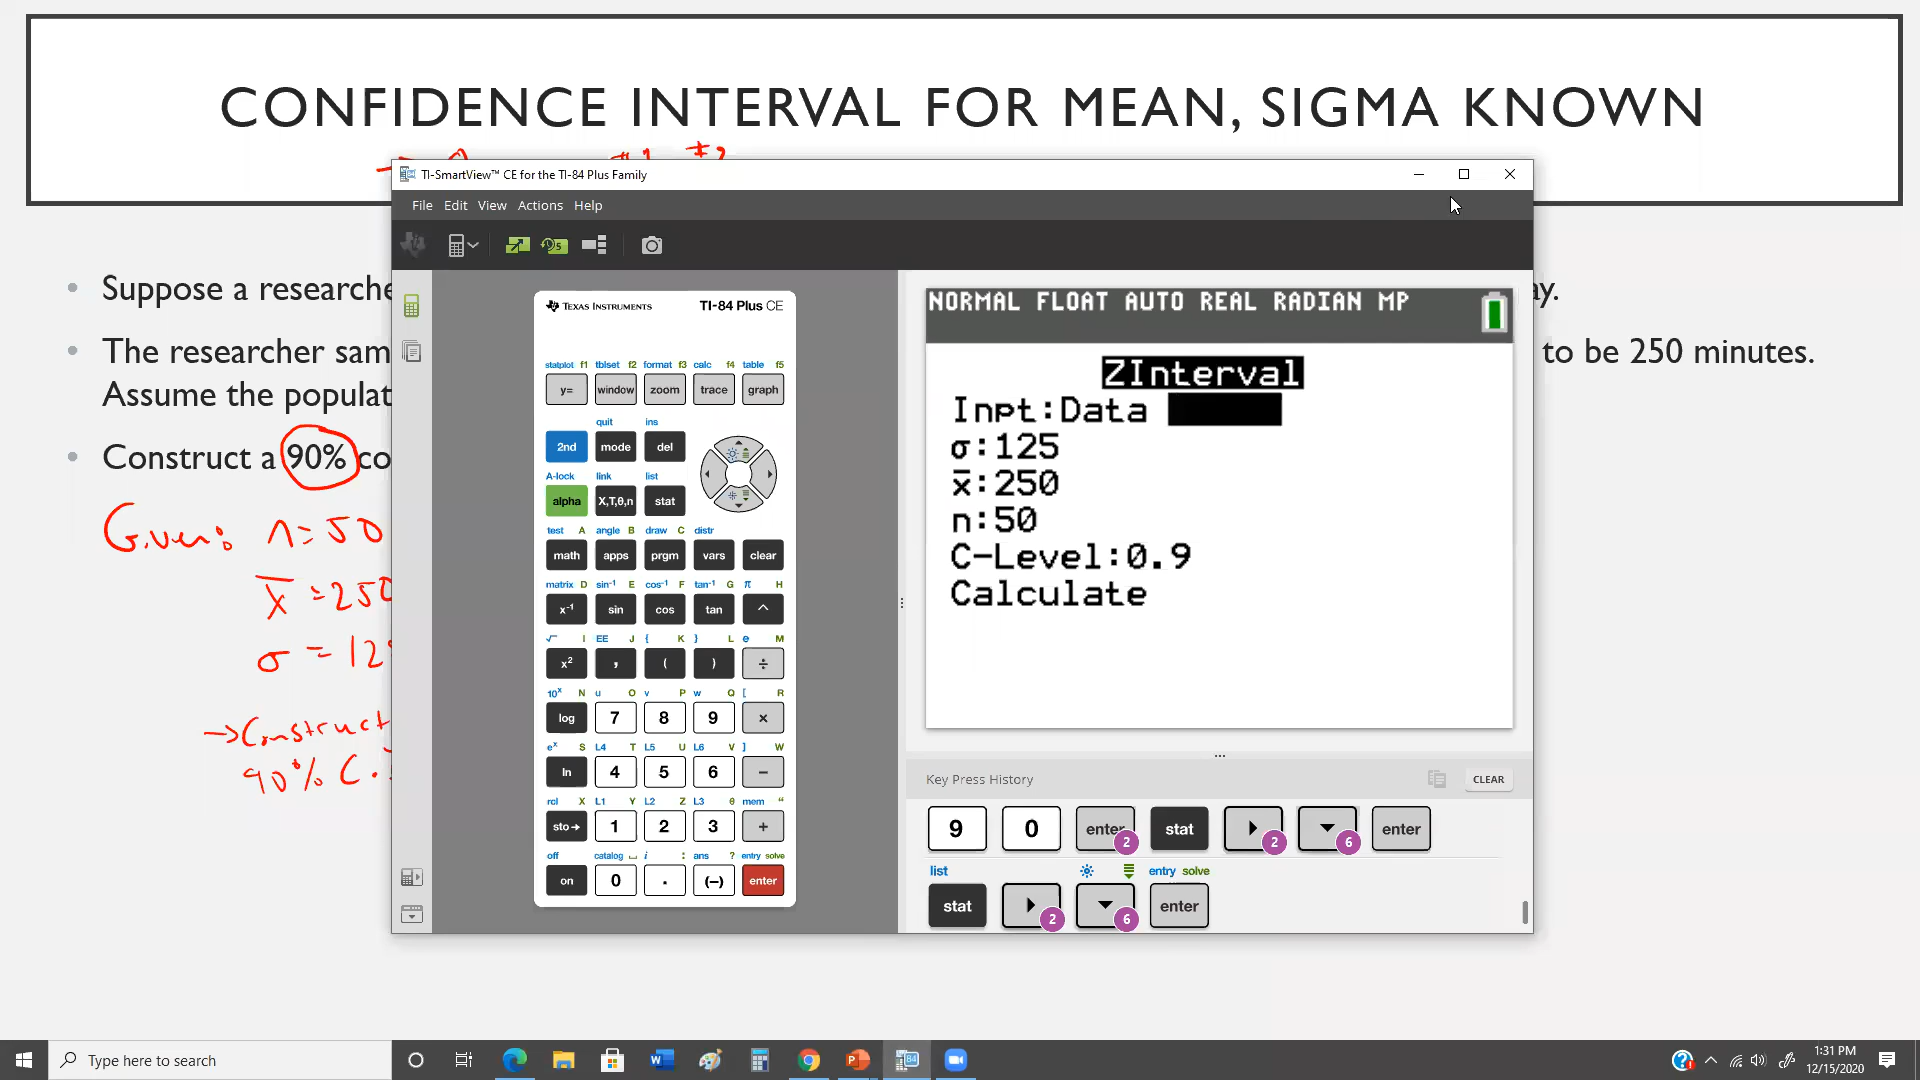 CONFIDENCE INTERVAL FOR MEAN, SIGMA KNOWN
TI-SmartView™ CE for the TI-84 Plus Family
File Edit View Actions Help
Suppose a researche
ay.
The researcher sam
to be 250 minutes.
Assume the populat
Construct a 90% co
Given: n=50
x̄ =250
σ = 12
→Construct
90% C.
TEXAS INSTRUMENTS TI-84 Plus CE
statplot f1 tblset f2 format f3 calc f4 table f5
y= window zoom trace graph
quit ins
2nd mode del
A-lock link list
alpha X,T,θ,n stat
test A angle B draw C distr
math apps prgm vars clear
matrix D sin⁻¹ E cos⁻¹ F tan⁻¹ G π H
x⁻¹ sin cos tan ^
√ I EE J { K } L e M
x² , ( ) ÷
10ˣ N u O v P w Q [ R
log 7 8 9 ×
eˣ S L4 T L5 U L6 V ] W
ln 4 5 6 −
rcl X L1 Y L2 Z L3 θ mem “
sto→ 1 2 3 +
off catalog i : ans ? entry solve
on 0 . (–) enter
NORMAL FLOAT AUTO REAL RADIAN MP
ZInterval
Inpt:Data
σ:125
x̄:250
n:50
C-Level:0.9
Calculate
Key Press History
CLEAR
9 0 enter 2 stat 2 6 enter
list entry solve
stat 2 6 enter
Type here to search
1:31 PM
12/15/2020